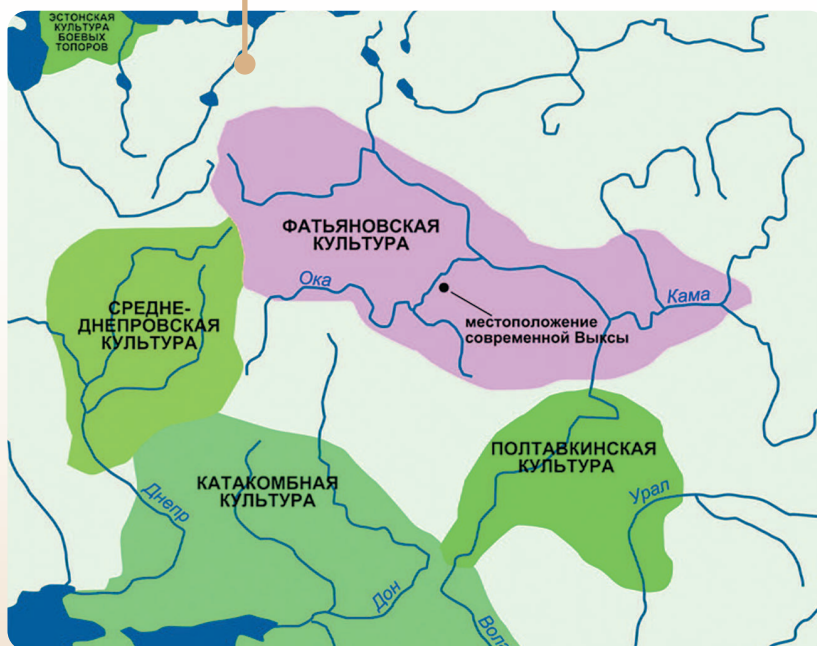 ЭСТОНСКАЯ
КУЛЬТУРА
БОЕВЫХ
ТОПОРОВ
ФАТЬЯНОВСКАЯ
КУЛЬТУРА
Ока
Кама
местоположение
современной Выксы
СРЕДНЕ-
ДНЕПРОВСКАЯ
КУЛЬТУРА
ПОЛТАВКИНСКАЯ
КУЛЬТУРА
КАТАКОМБНАЯ
КУЛЬТУРА
Днепр
Урал
Дон